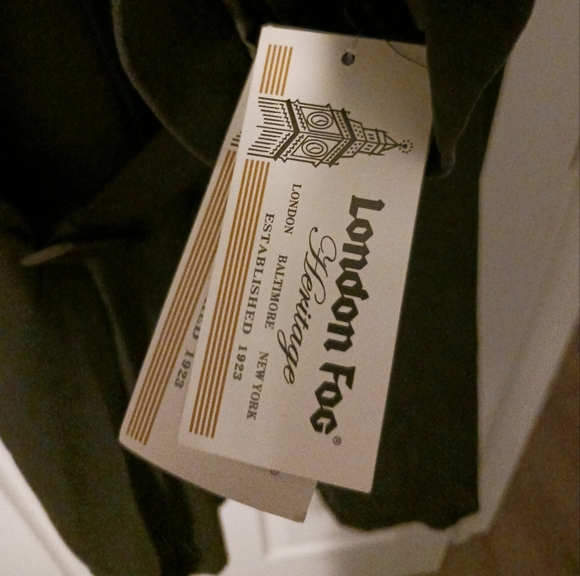 London Fog®
Heritage
LONDON BALTIMORE NEW YORK
ESTABLISHED 1923
1923